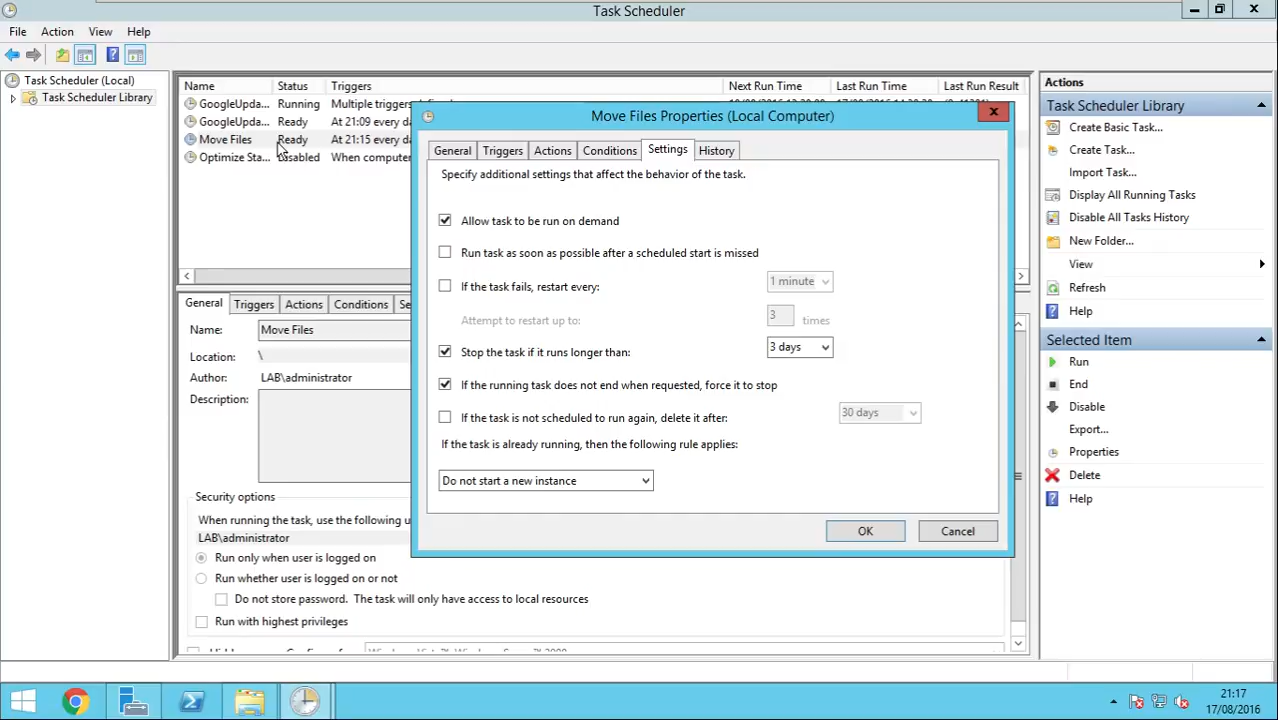 Task Scheduler
File Action View Help
Task Scheduler (Local)
Task Scheduler Library
Name Status Triggers Next Run Time Last Run Time Last Run Result
GoogleUpda... Running Multiple triggers
GoogleUpda... Ready At 21:09 every da
Move Files Ready At 21:15 every da
Optimize Sta... Disabled When computer
Move Files Properties (Local Computer)
General Triggers Actions Conditions Settings History
Specify additional settings that affect the behavior of the task.
Allow task to be run on demand
Run task as soon as possible after a scheduled start is missed
If the task fails, restart every: 1 minute
Attempt to restart up to: 3 times
Stop the task if it runs longer than: 3 days
If the running task does not end when requested, force it to stop
If the task is not scheduled to run again, delete it after: 30 days
If the task is already running, then the following rule applies:
Do not start a new instance
OK Cancel
General Triggers Actions Conditions Se
Name: Move Files
Location: \
Author: LAB\administrator
Description:
Security options
When running the task, use the following u
LAB\administrator
Run only when user is logged on
Run whether user is logged on or not
Do not store password. The task will only have access to local resources
Run with highest privileges
Actions
Task Scheduler Library
Create Basic Task...
Create Task...
Import Task...
Display All Running Tasks
Disable All Tasks History
New Folder...
View
Refresh
Help
Selected Item
Run
End
Disable
Export...
Properties
Delete
Help
21:17
17/08/2016